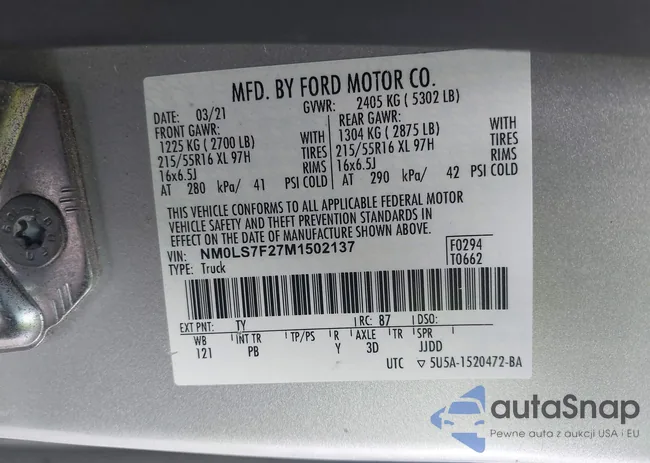 MFD. BY FORD MOTOR CO.
DATE: 03/21 GVWR: 2405 KG ( 5302 LB)
FRONT GAWR: REAR GAWR:
1225 KG ( 2700 LB) WITH 1304 KG ( 2875 LB) WITH
215/55R16 XL 97H TIRES 215/55R16 XL 97H TIRES
16x6.5J RIMS 16x6.5J RIMS
AT 280 kPa/ 41 PSI COLD AT 290 kPa/ 42 PSI COLD
THIS VEHICLE CONFORMS TO ALL APPLICABLE FEDERAL MOTOR
VEHICLE SAFETY AND THEFT PREVENTION STANDARDS IN
EFFECT ON THE DATE OF MANUFACTURE SHOWN ABOVE.
VIN: NM0LS7F27M1502137 F0294
TYPE: Truck T0662
EXT PNT: TY RC: 87 DSO:
WB INT TR TP/PS R AXLE TR SPR
121 PB Y 3D JJDD
UTC ▽ 5U5A-1520472-BA
autaSnap
Pewne auta z aukcji USA i EU